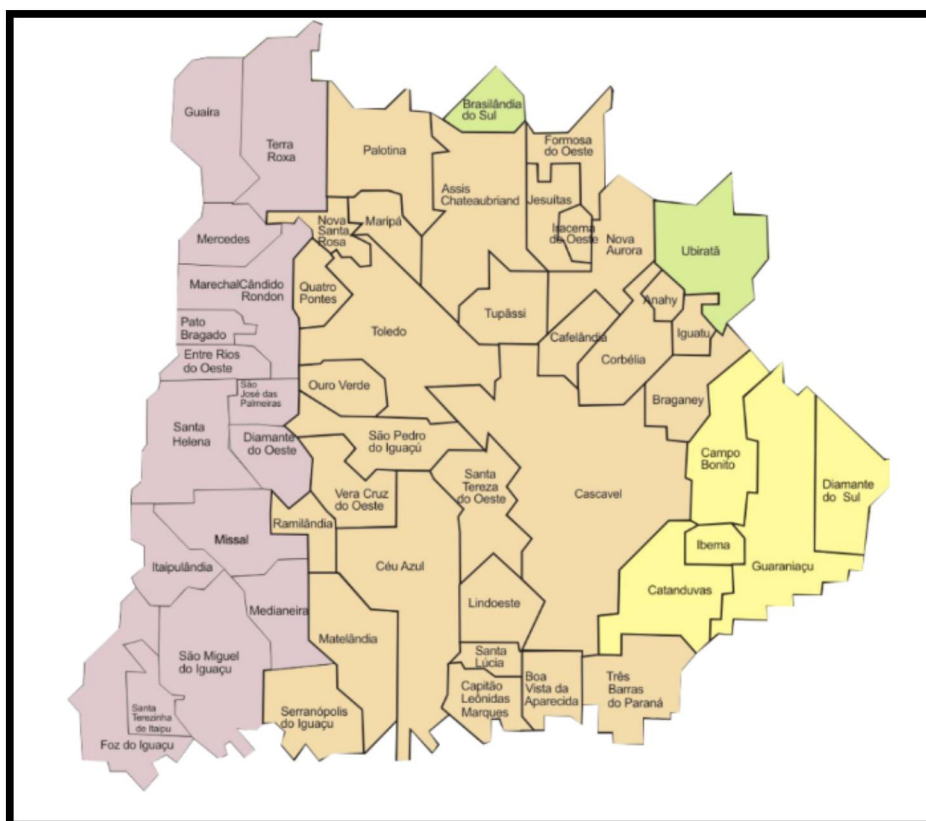 Guaíra
Terra
Roxa
Palotina
Brasilândia
do Sul
Formosa
do Oeste
Assis
Chateaubriand
Jesuítas
Iracema
do Oeste
Nova
Aurora
Ubiratã
Mercedes
Nova
Santa
Rosa
Maripá
Marechal Cândido
Rondon
Quatro
Pontes
Anahy
Iguatu
Tupãssi
Cafelândia
Corbélia
Pato
Bragado
Toledo
Entre Rios
do Oeste
São
José das
Palmeiras
Ouro Verde
Braganey
Santa
Helena
Diamante
do Oeste
São Pedro
do Iguaçú
Campo
Bonito
Diamante
do Sul
Santa
Tereza
do Oeste
Cascavel
Vera Cruz
do Oeste
Ramilândia
Missal
Ibema
Itaipulândia
Céu Azul
Guaraniaçu
Catanduvas
Lindoeste
Medianeira
Matelândia
São Miguel
do Iguaçu
Santa
Lúcia
Capitão
Leônidas
Marques
Boa
Vista da
Aparecida
Três
Barras
do Paraná
Santa
Terezinha
de Itaipu
Serranópolis
do Iguaçu
Foz do Iguaçu